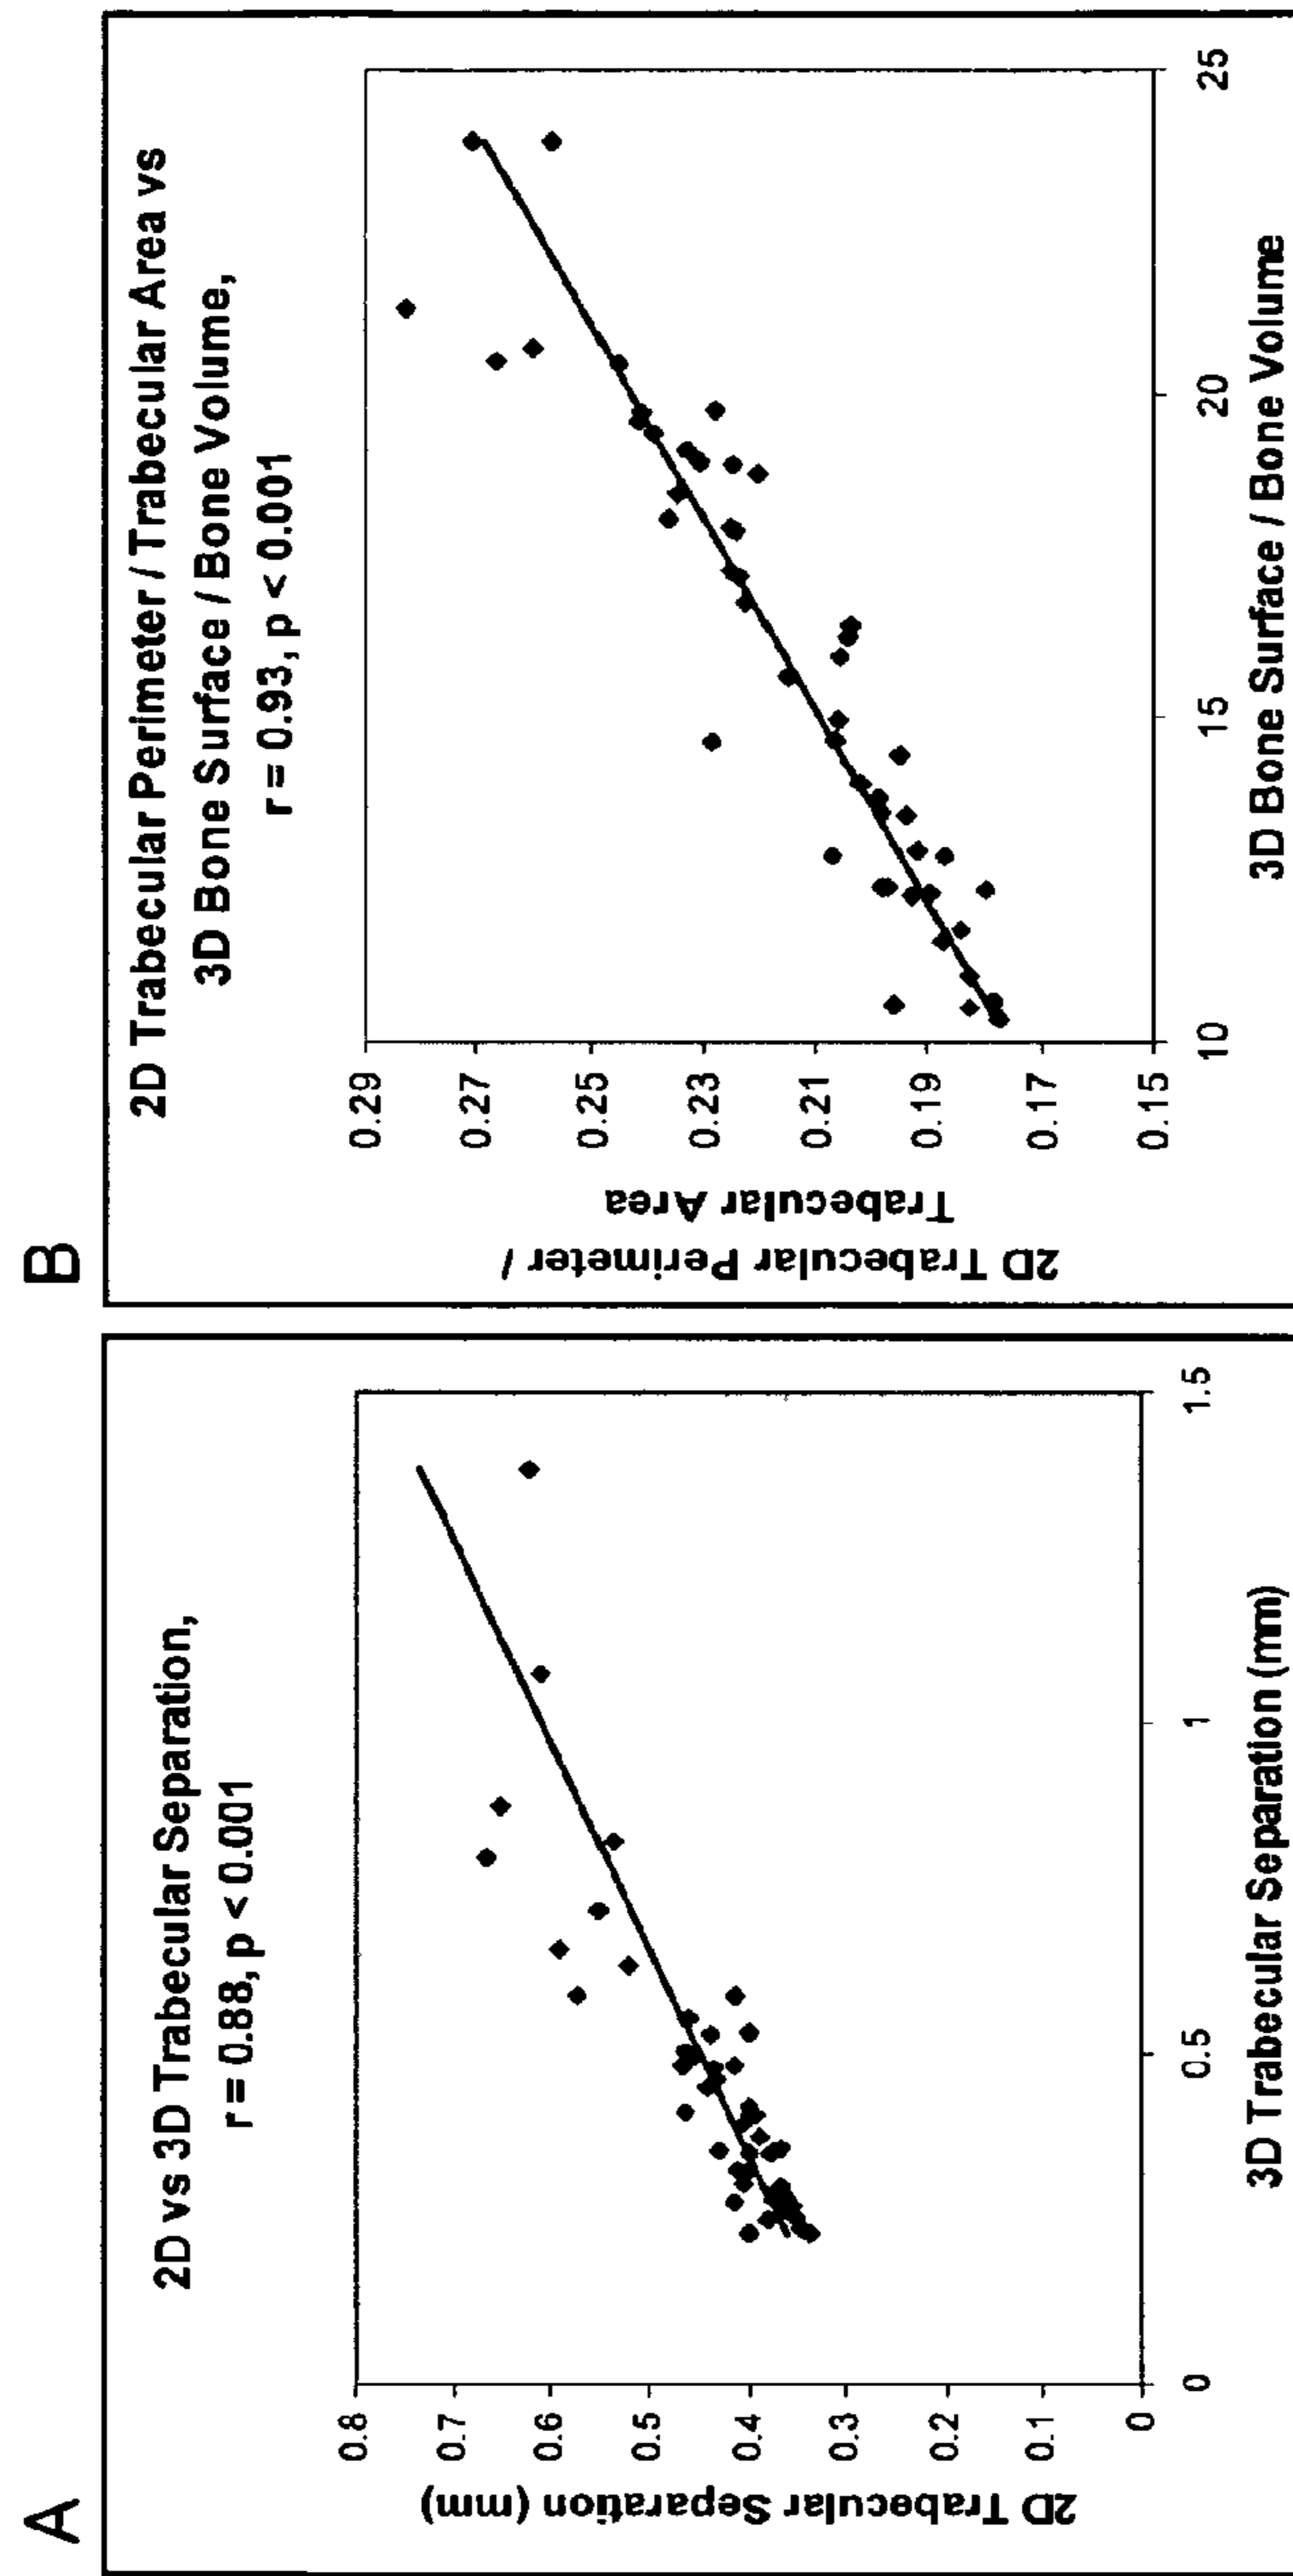 A
2D vs 3D Trabecular Separation,
r = 0.88, p < 0.001
2D Trabecular Separation (mm)
0.8
0.7
0.6
0.5
0.4
0.3
0.2
0.1
0
0
0.5
1
1.5
3D Trabecular Separation (mm)
B
2D Trabecular Perimeter / Trabecular Area vs
3D Bone Surface / Bone Volume,
r = 0.93, p < 0.001
2D Trabecular Perimeter /
Trabecular Area
0.29
0.27
0.25
0.23
0.21
0.19
0.17
0.15
10
15
20
25
3D Bone Surface / Bone Volume